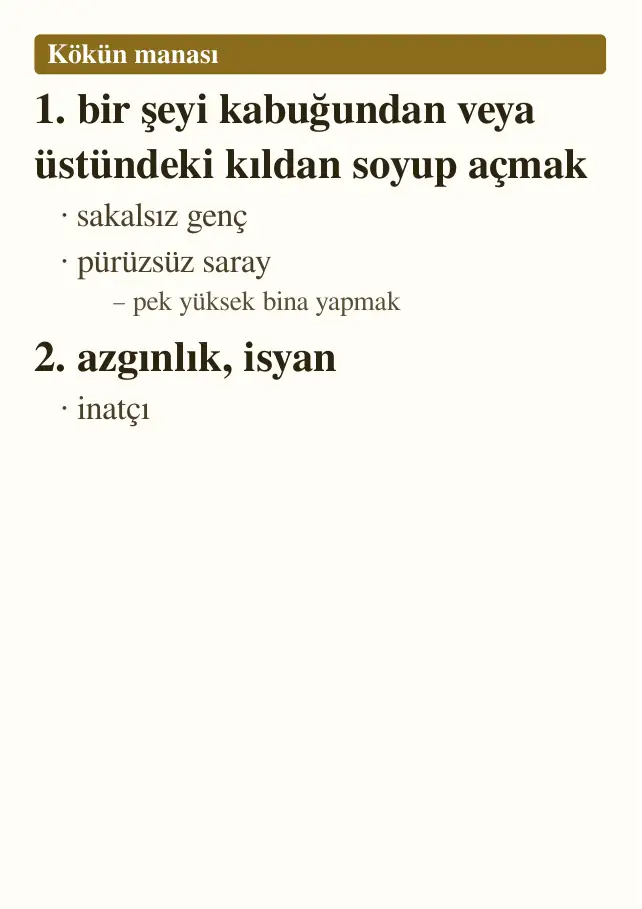 Kökün manası
1. bir şeyi kabuğundan veya
üstündeki kıldan soyup açmak
· sakalsız genç
· pürüzsüz saray
– pek yüksek bina yapmak
2. azgınlık, isyan
· inatçı